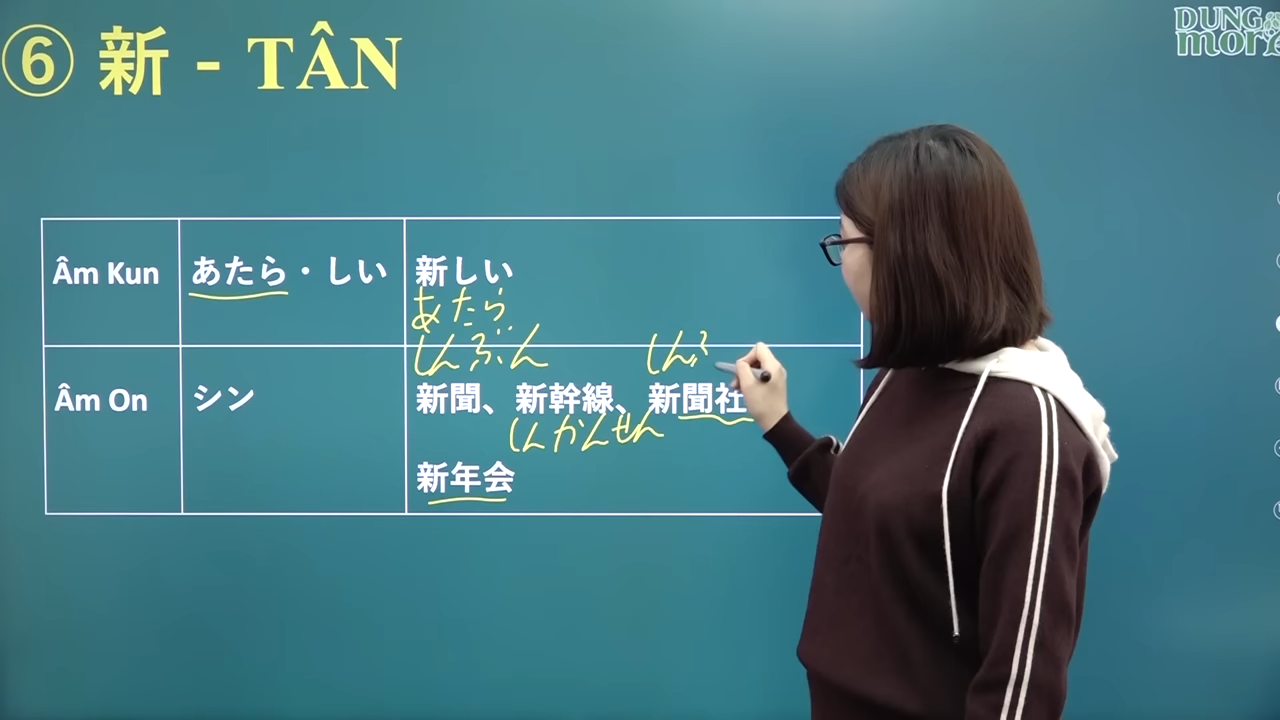 ⑥ 新 - TÂN
DUNG
mori
Âm Kun
あたら・しい
新しい
あたら
Âm On
シン
しんぶん
しんぶ
新聞、新幹線、新聞社
しんかんせん
新年会